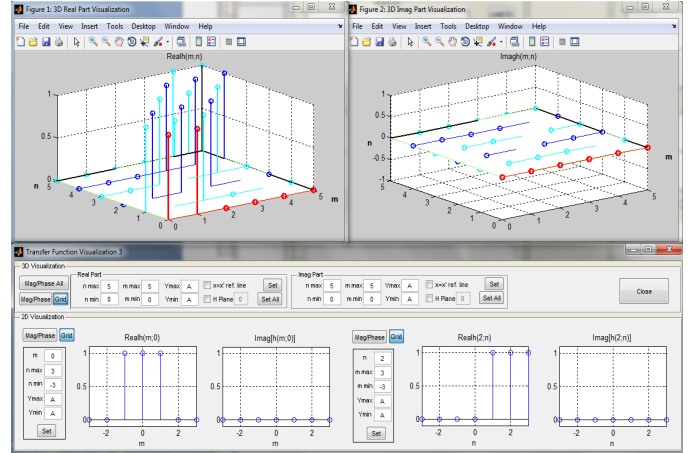 Figure 1: 3D Real Part Visualization
File Edit View Insert Tools Desktop Window Help
Realh(m;n)
1
0.5
0
n
5
4
3
2
1
0
0
1
2
3
4
5
m
Figure 2: 3D Imag Part Visualization
File Edit View Insert Tools Desktop Window Help
Imagh(m;n)
1
0.5
0
-0.5
-1
n
5
4
3
2
1
0
0
1
2
3
4
5
m
Transfer Function Visualization 3
3D Visualization
Mag/Phase All
Mag/Phase Grid
Real Part
n max 5 m max 5 Ymax A x=x' ref. line Set
n min 0 m min 0 Ymin A H Plane 0 Set All
Imag Part
n max 5 m max 5 Ymax A x=x' ref. line Set
n min 0 m min 0 Ymin A H Plane 0 Set All
Close
2D Visualization
Mag/Phase Grid
m 0
n max 3
n min -3
Ymax A
Ymin A
Set
Realh(m;0)
1
0.5
0
-2 0 2
m
Imag[h(m;0)]
1
0.5
0
-2 0 2
m
Mag/Phase Grid
n 2
m max 3
m min -3
Ymax A
Ymin A
Set
Realh(2;n)
1
0.5
0
-2 0 2
n
Imag[h(2;n)]
1
0.5
0
-2 0 2
n